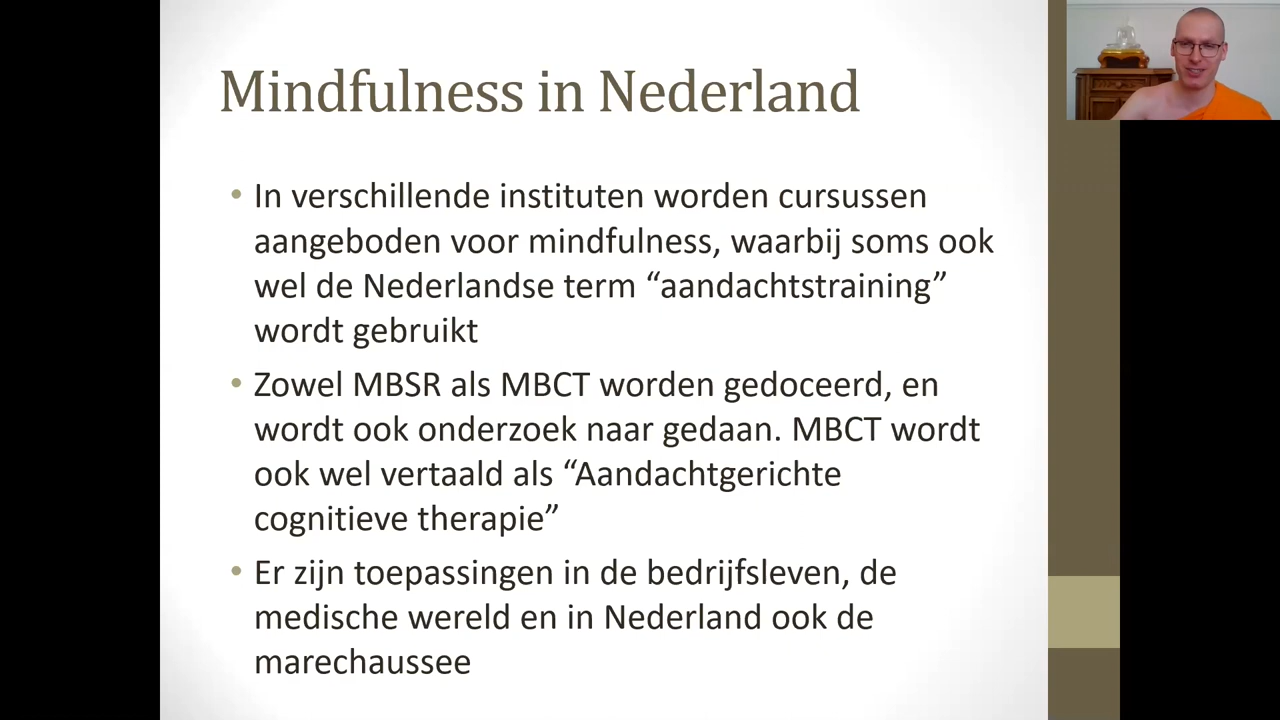 Mindfulness in Nederland
• In verschillende instituten worden cursussen
aangeboden voor mindfulness, waarbij soms ook
wel de Nederlandse term “aandachtstraining”
wordt gebruikt
• Zowel MBSR als MBCT worden gedoceerd, en
wordt ook onderzoek naar gedaan. MBCT wordt
ook wel vertaald als “Aandachtgerichte
cognitieve therapie”
• Er zijn toepassingen in de bedrijfsleven, de
medische wereld en in Nederland ook de
marechaussee